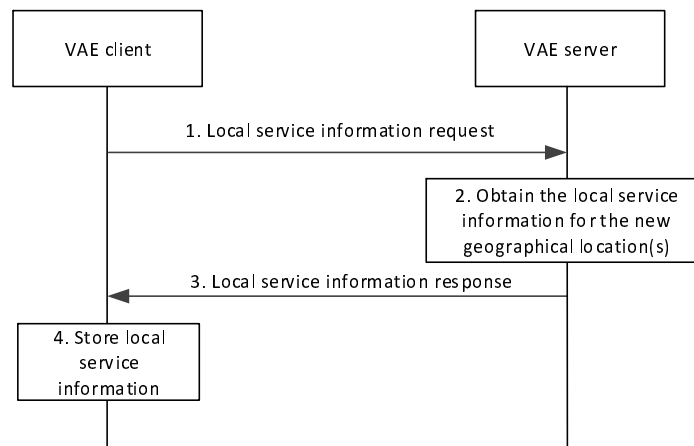 VAE client
VAE server
1. Local service information request
2. Obtain the local service
information for the new
geographical location(s)
3. Local service information response
4. Store local
service
information